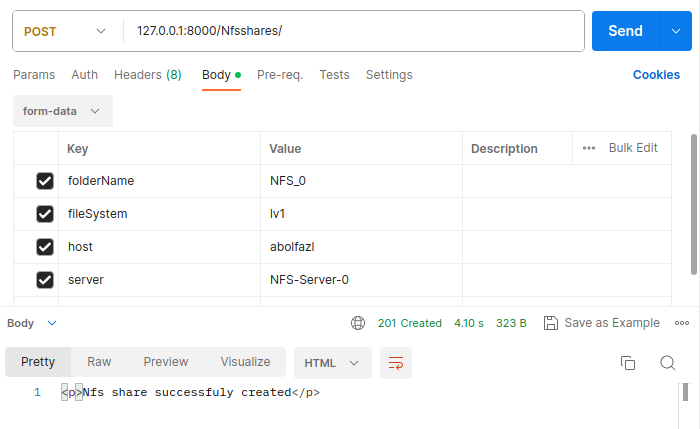 POST 127.0.0.1:8000/Nfsshares/ Send
Params Auth Headers (8) Body Pre-req. Tests Settings Cookies
form-data
Key Value Description Bulk Edit
folderName NFS_0
fileSystem lv1
host abolfazl
server NFS-Server-0
Body 201 Created 4.10 s 323 B Save as Example
Pretty Raw Preview Visualize HTML
1 <p>Nfs share successfuly created</p>